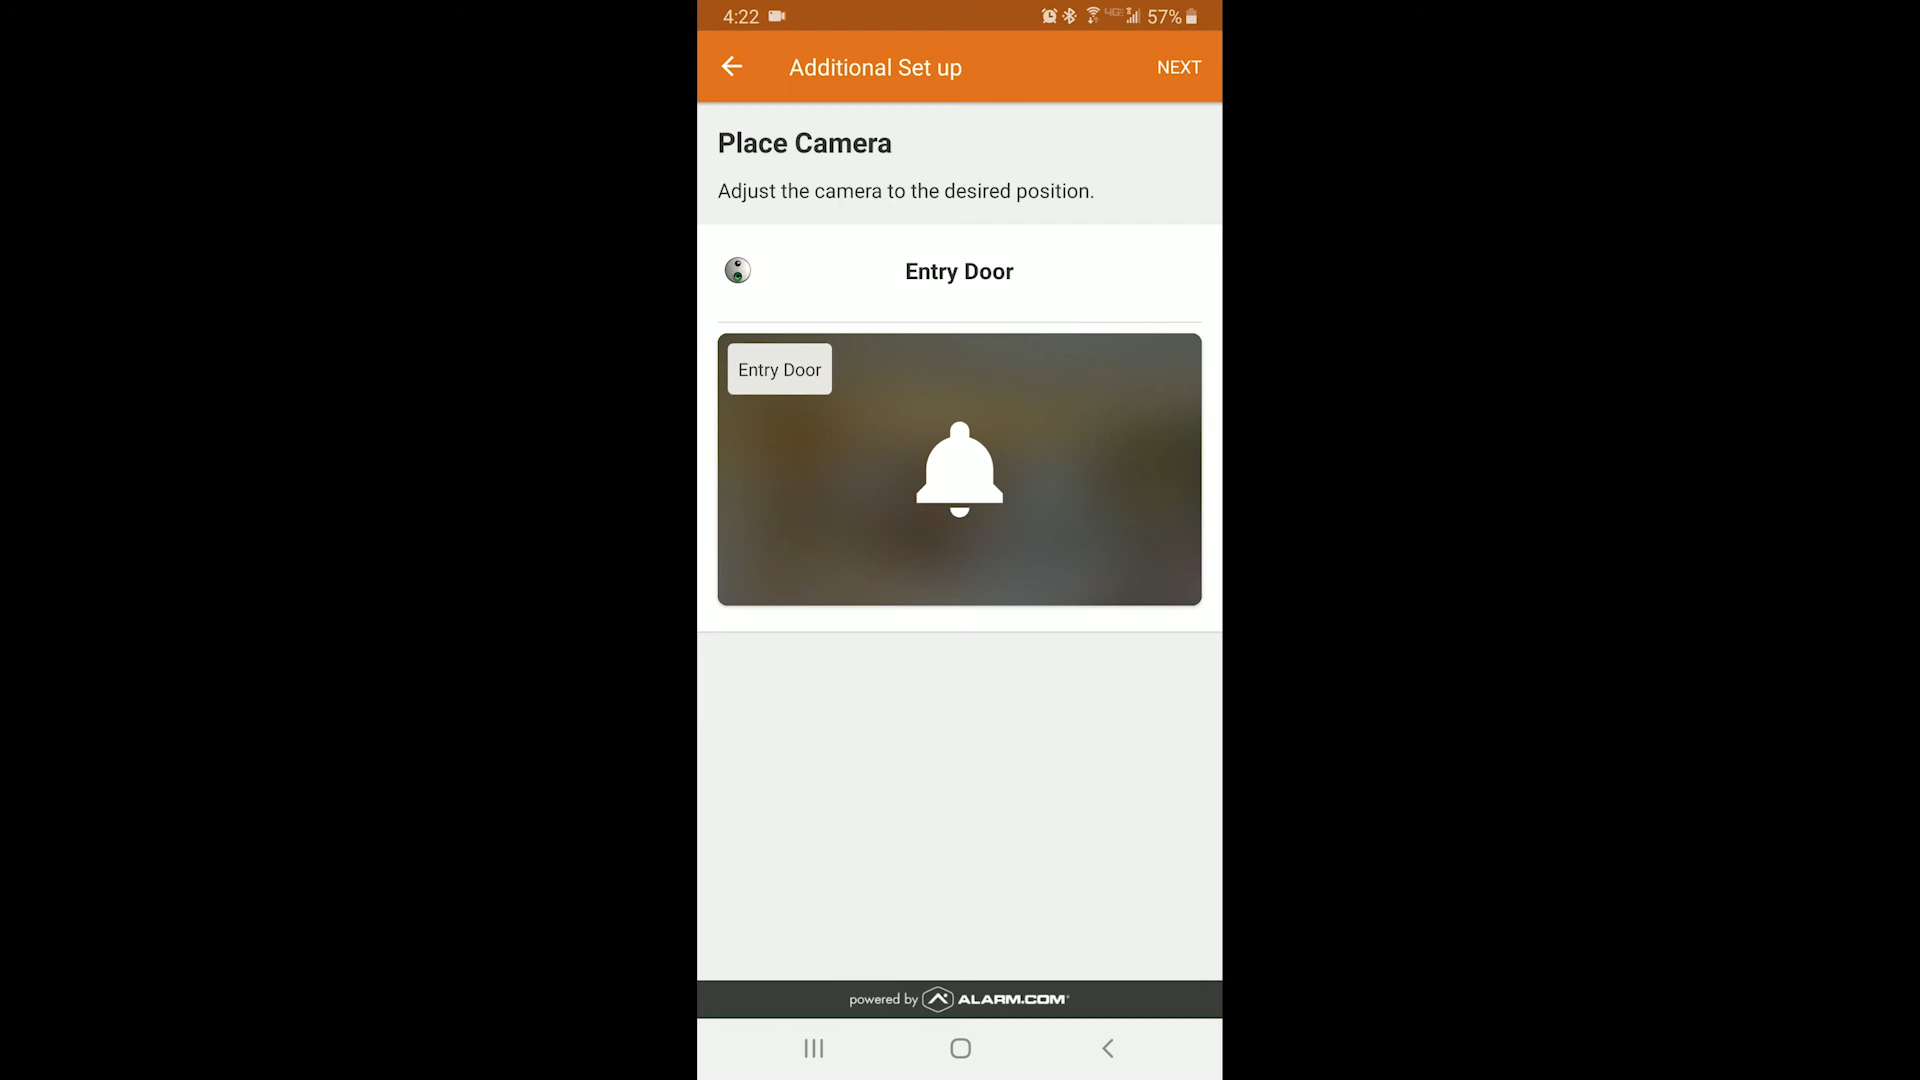 4:22
57%
Additional Set up
NEXT
Place Camera
Adjust the camera to the desired position.
Entry Door
Entry Door
powered by ALARM.COM